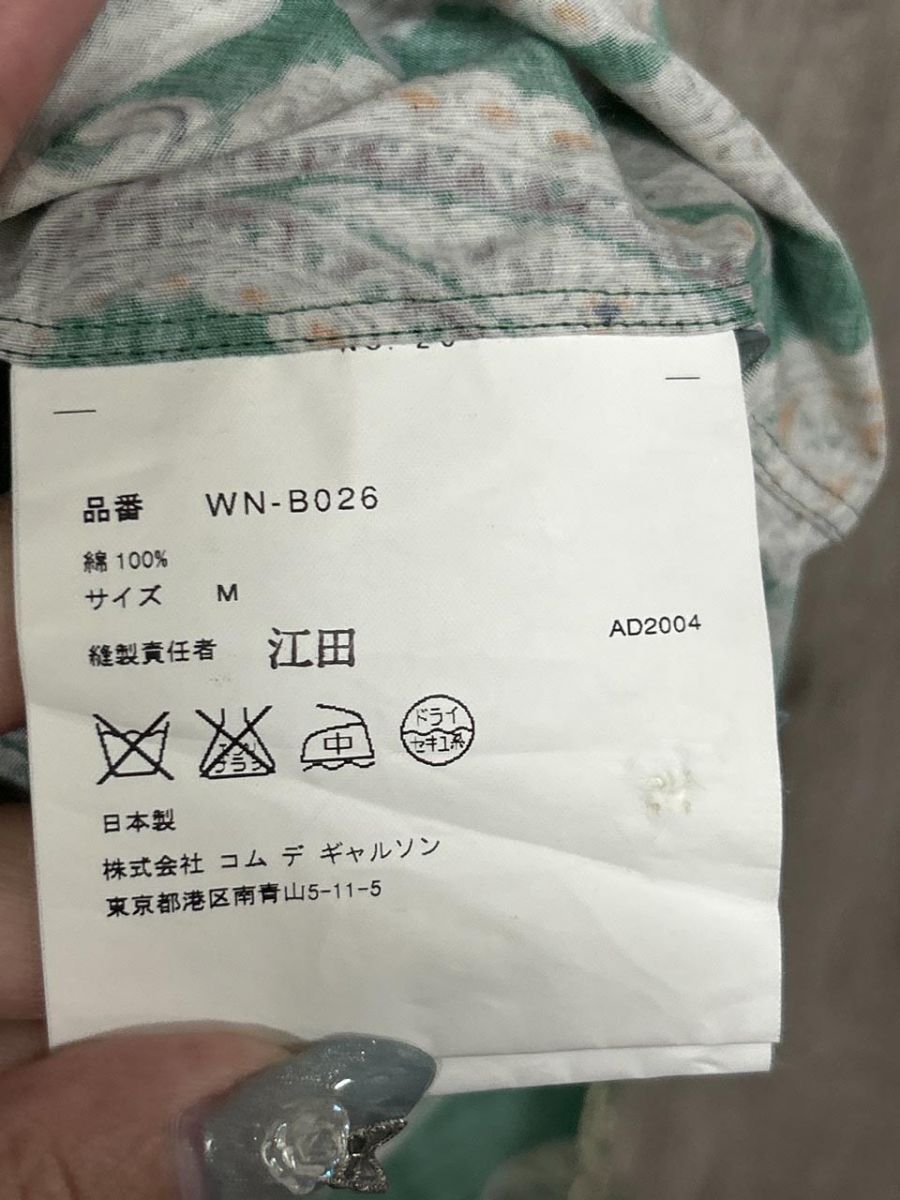 品番 WN-B026
綿 100%
サイズ M
縫製責任者 江田
AD2004
中
ドライ
セキユ系
日本製
株式会社 コム デ ギャルソン
東京都港区南青山5-11-5